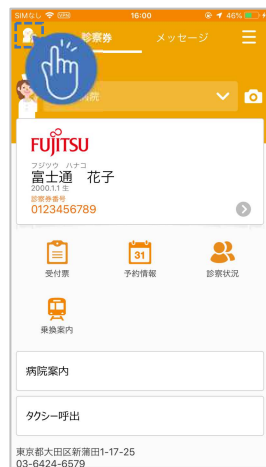 SIMなし 16:00 46%
診察券 メッセージ
病院
FUJITSU
フジツウ ハナコ
富士通 花子
2000.1.1 生
診察券番号
0123456789
31
受付票 予約情報 診察状況
乗換案内
病院案内
タクシー呼出
東京都大田区新蒲田1-17-25
03-6424-6579